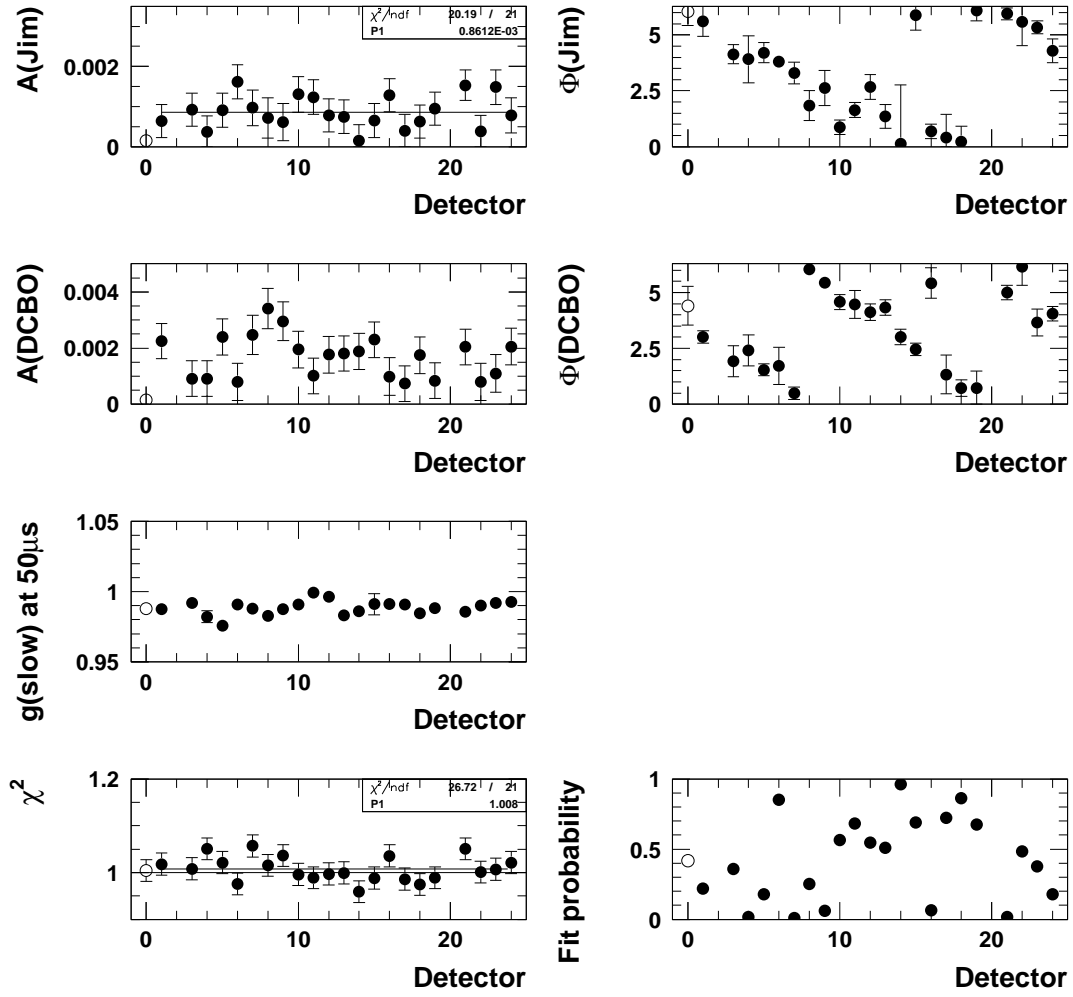 A(Jim)
χ²/ndf 20.19 / 21
P1 0.8612E-03
0.002
0
0 10 20
Detector
Φ(Jim)
5
2.5
0
0 10 20
Detector
A(DCBO)
0.004
0.002
0
0 10 20
Detector
Φ(DCBO)
5
2.5
0
0 10 20
Detector
g(slow) at 50μs
1.05
1
0.95
0 10 20
Detector
χ²
χ²/ndf 26.72 / 21
P1 1.008
1.2
1
0 10 20
Detector
Fit probability
1
0.5
0
0 10 20
Detector